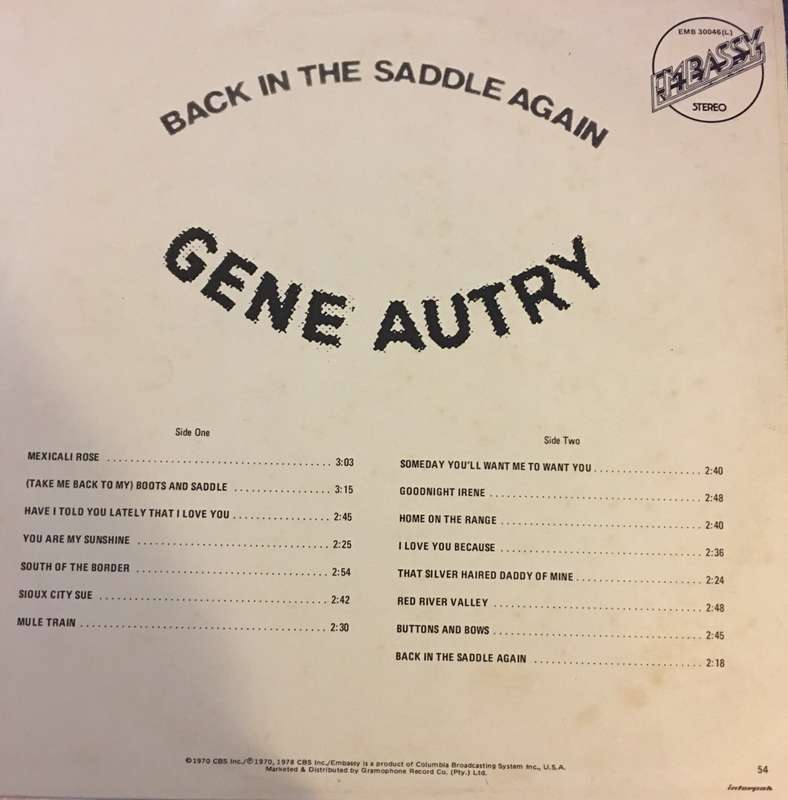 EMB 30046(L)
EMBASSY
STEREO
BACK IN THE SADDLE AGAIN
GENE AUTRY
Side One
MEXICALI ROSE ................................... 3:03
(TAKE ME BACK TO MY) BOOTS AND SADDLE ................ 3:15
HAVE I TOLD YOU LATELY THAT I LOVE YOU ................ 2:45
YOU ARE MY SUNSHINE .............................. 2:25
SOUTH OF THE BORDER .............................. 2:54
SIOUX CITY SUE ................................... 2:42
MULE TRAIN ...................................... 2:30
Side Two
SOMEDAY YOU'LL WANT ME TO WANT YOU .................. 2:40
GOODNIGHT IRENE ................................. 2:48
HOME ON THE RANGE ............................... 2:40
I LOVE YOU BECAUSE ............................... 2:36
THAT SILVER HAIRED DADDY OF MINE .................... 2:24
RED RIVER VALLEY ................................. 2:48
BUTTONS AND BOWS ................................ 2:45
BACK IN THE SADDLE AGAIN .......................... 2:18
©1970 CBS Inc./℗1970, 1978 CBS Inc./Embassy is a product of Columbia Broadcasting System Inc., U.S.A.
Marketed & Distributed by Gramophone Record Co. (Pty.) Ltd.
54
interpak